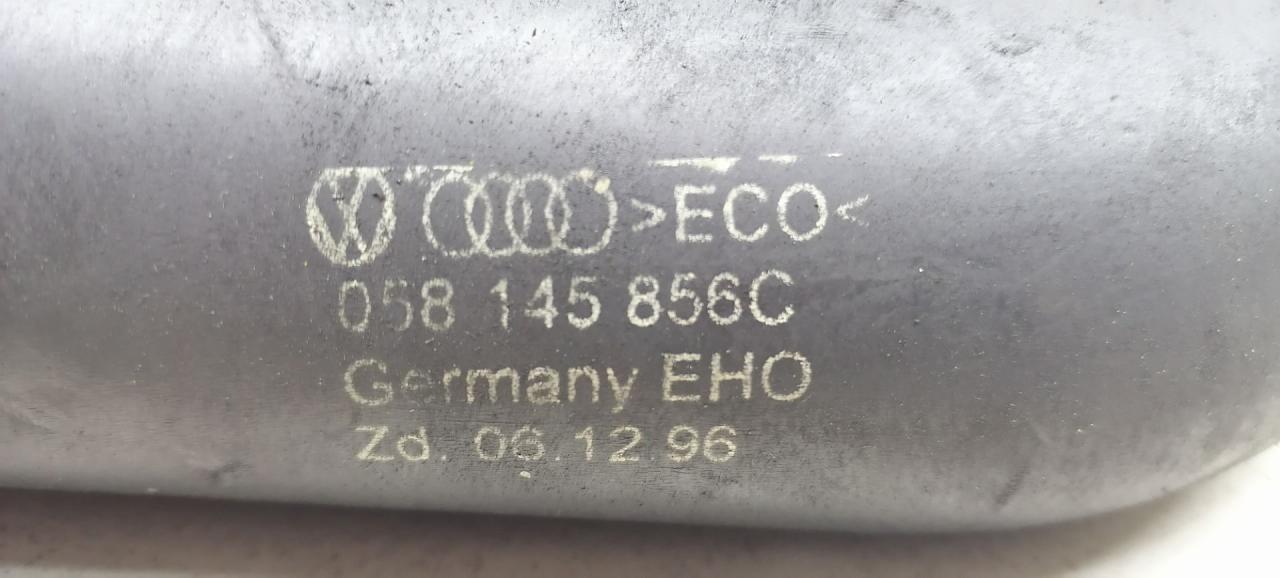 >ECO<
058 145 856C
Germany EHO
Zd. 06.12.96